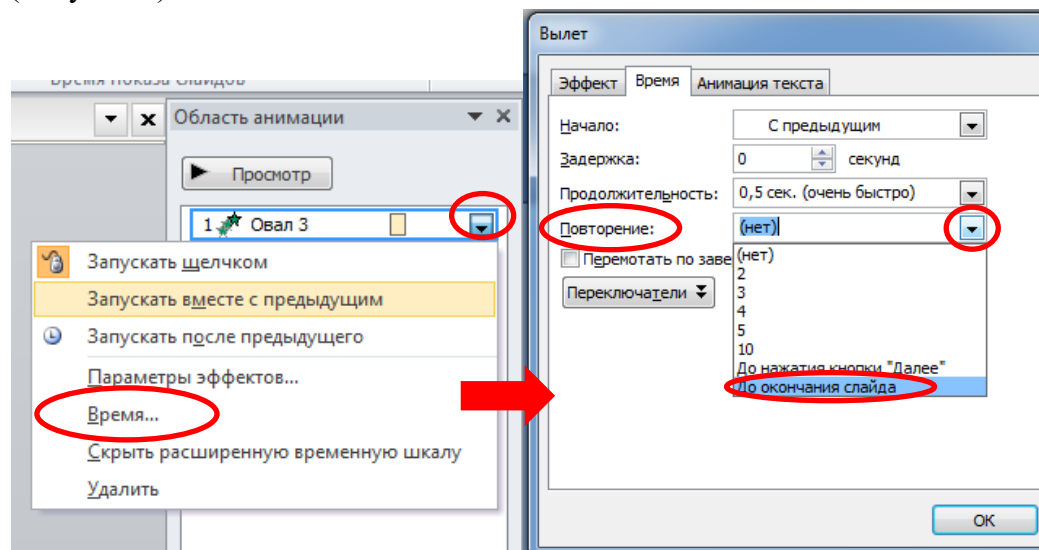 Вылет
Время показа слайдов
Область анимации
Просмотр
1 Овал 3
Запускать щелчком
Запускать вместе с предыдущим
Запускать после предыдущего
Параметры эффектов...
Время...
Скрыть расширенную временную шкалу
Удалить
Эффект Время Анимация текста
Начало: С предыдущим
Задержка: 0 секунд
Продолжительность: 0,5 сек. (очень быстро)
Повторение: (нет)
Перемотать по заве
(нет)
2
Переключатели 3
4
5
10
До нажатия кнопки "Далее"
До окончания слайда
ОК